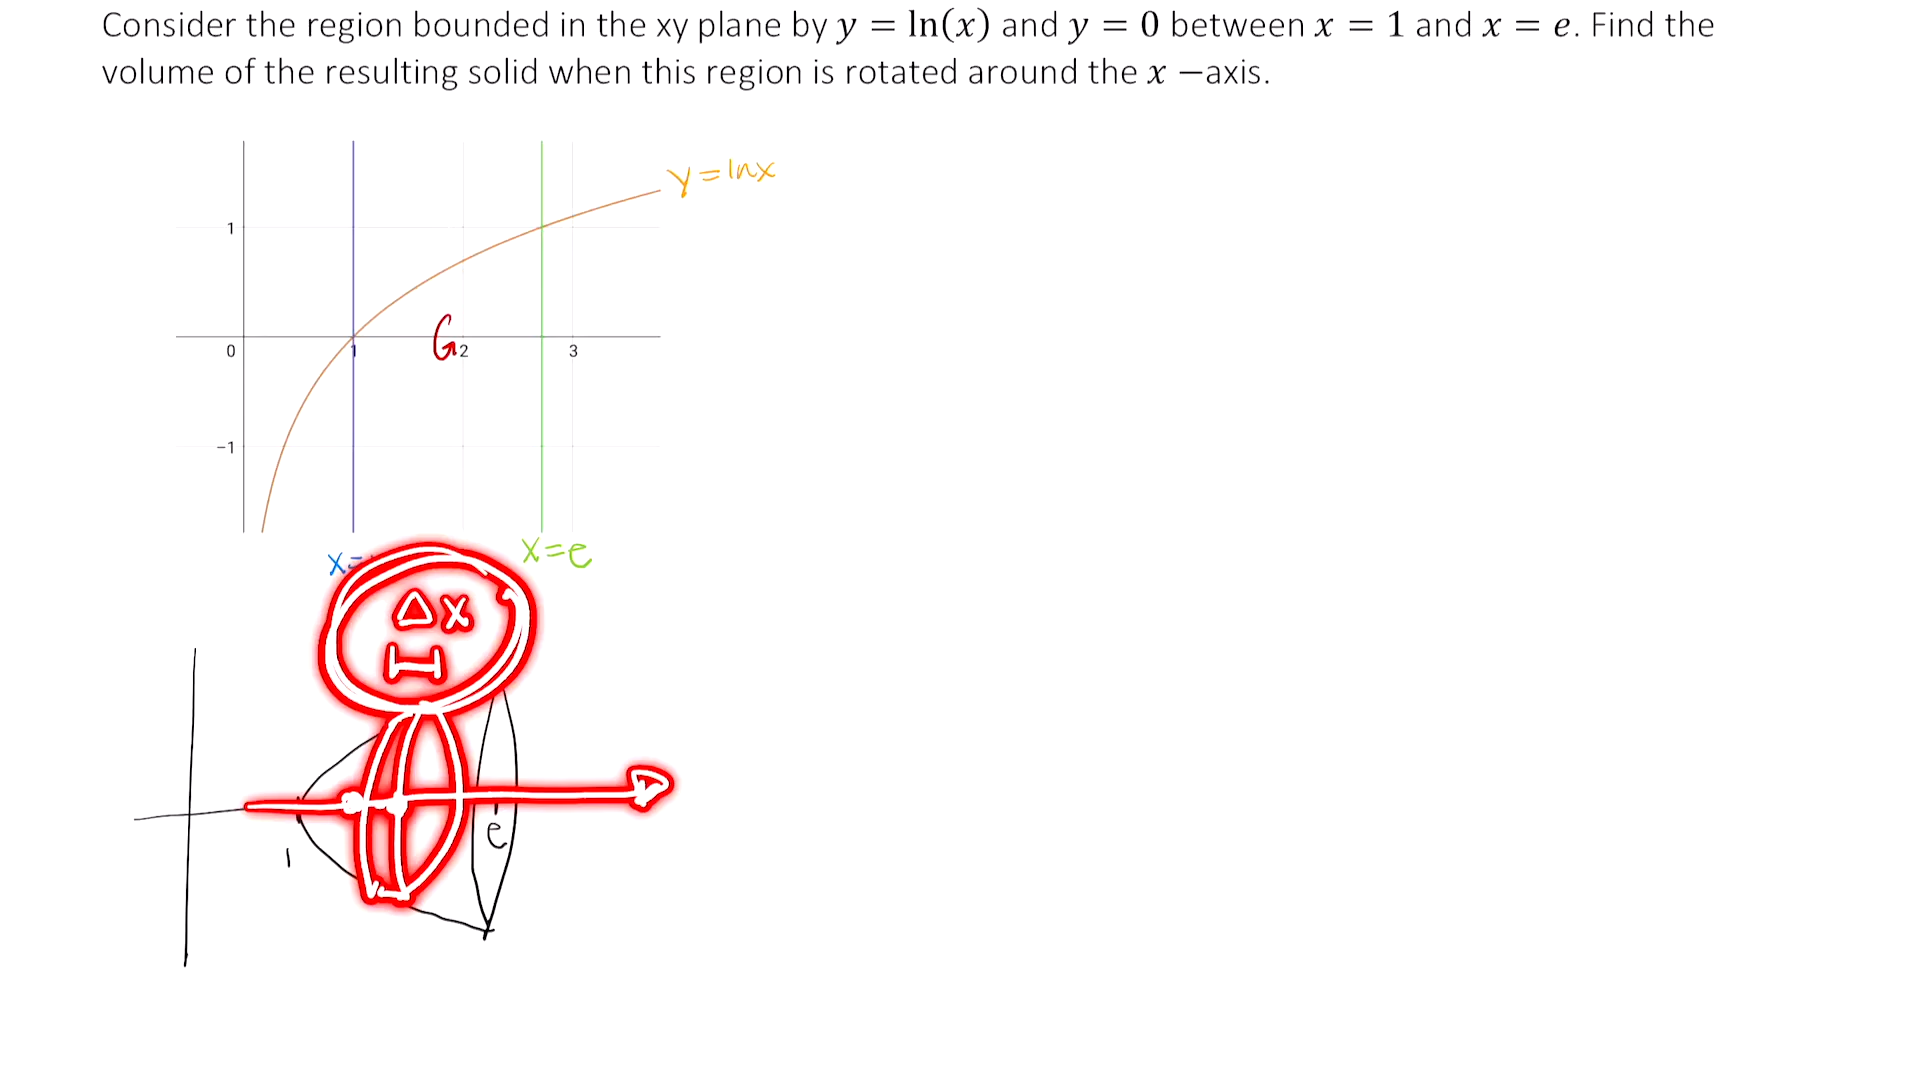 Consider the region bounded in the xy plane by y = ln(x) and y = 0 between x = 1 and x = e. Find the
volume of the resulting solid when this region is rotated around the x −axis.
y = lnx
1
0
1
2
3
−1
x=
x=e
Δx
e
1